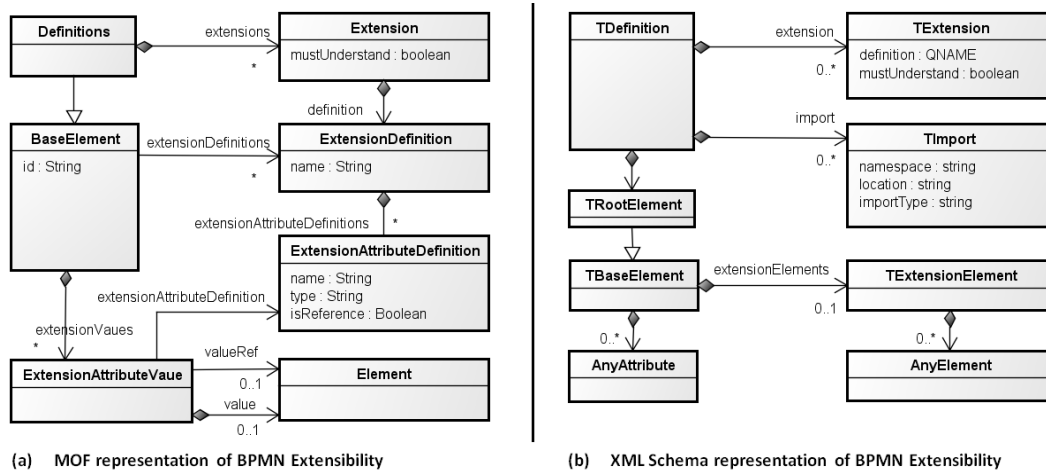 Definitions
extensions
*
Extension
mustUnderstand : boolean
definition
BaseElement
id : String
extensionDefinitions
*
ExtensionDefinition
name : String
extensionAttributeDefinitions
*
ExtensionAttributeDefinition
name : String
type : String
isReference : Boolean
extensionAttributeDefinition
extensionVaues
*
ExtensionAttributeVaue
valueRef
0..1
value
0..1
Element
(a) MOF representation of BPMN Extensibility
TDefinition
extension
0..*
TExtension
definition : QNAME
mustUnderstand : boolean
import
0..*
TImport
namespace : string
location : string
importType : string
TRootElement
TBaseElement
extensionElements
0..1
TExtensionElement
0..*
0..*
AnyAttribute
AnyElement
(b) XML Schema representation of BPMN Extensibility